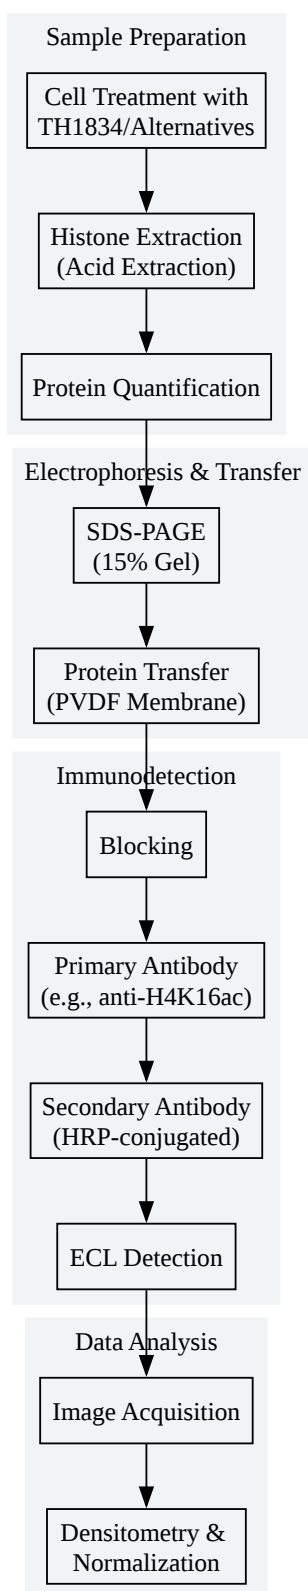 Sample Preparation
Cell Treatment with
TH1834/Alternatives
Histone Extraction
(Acid Extraction)
Protein Quantification
Electrophoresis & Transfer
SDS-PAGE
(15% Gel)
Protein Transfer
(PVDF Membrane)
Immunodetection
Blocking
Primary Antibody
(e.g., anti-H4K16ac)
Secondary Antibody
(HRP-conjugated)
ECL Detection
Data Analysis
Image Acquisition
Densitometry &
Normalization